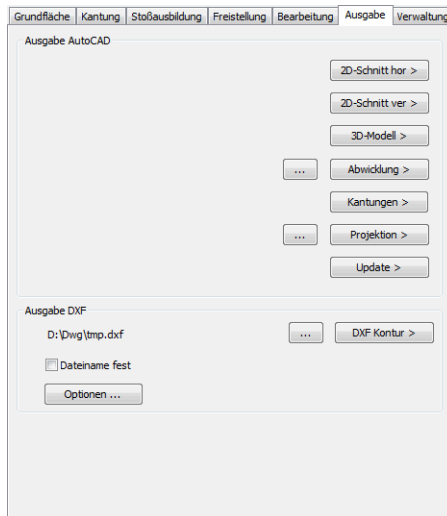 Grundfläche Kantung Stoßausbildung Freistellung Bearbeitung Ausgabe Verwaltung
Ausgabe AutoCAD
2D-Schnitt hor >
2D-Schnitt ver >
3D-Modell >
... Abwicklung >
Kantungen >
... Projektion >
Update >
Ausgabe DXF
D:\Dwg\tmp.dxf ... DXF Kontur >
Dateiname fest
Optionen ...